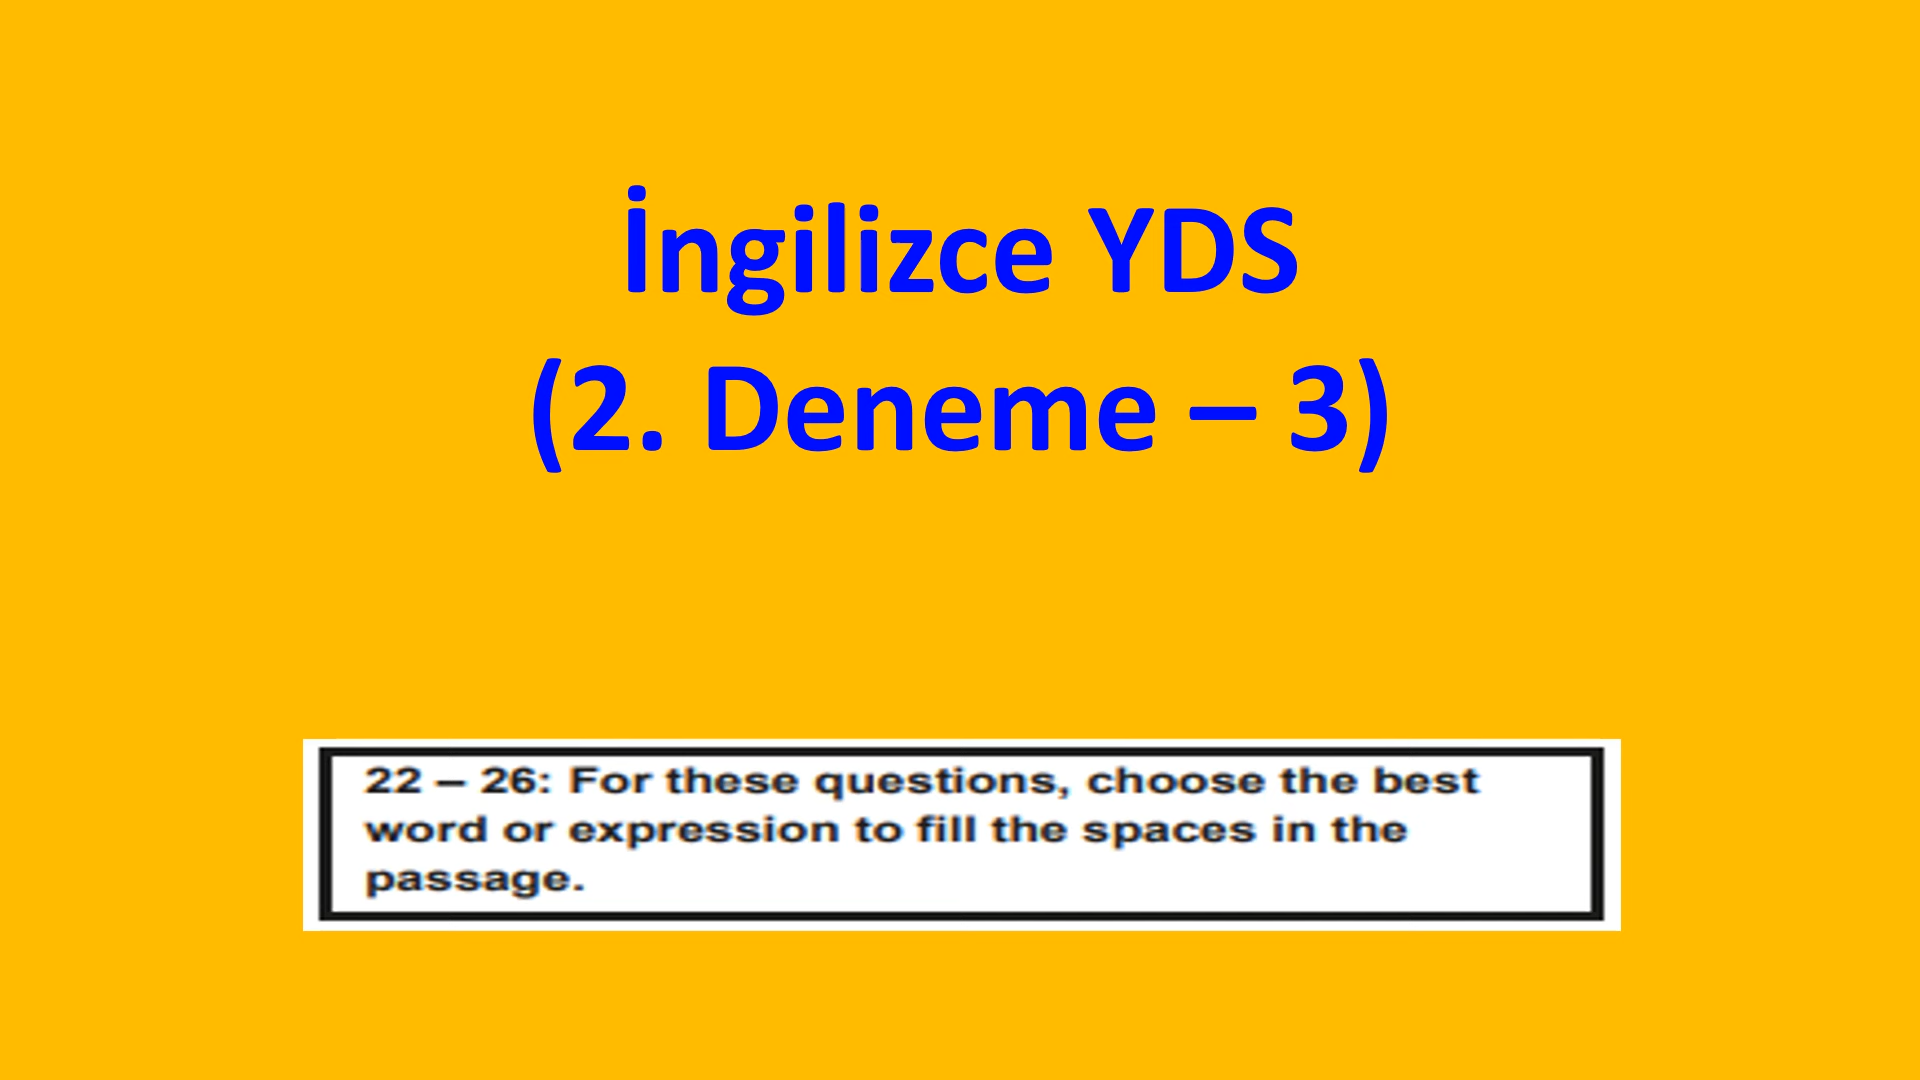 İngilizce YDS
(2. Deneme – 3)
22 – 26: For these questions, choose the best
word or expression to fill the spaces in the
passage.